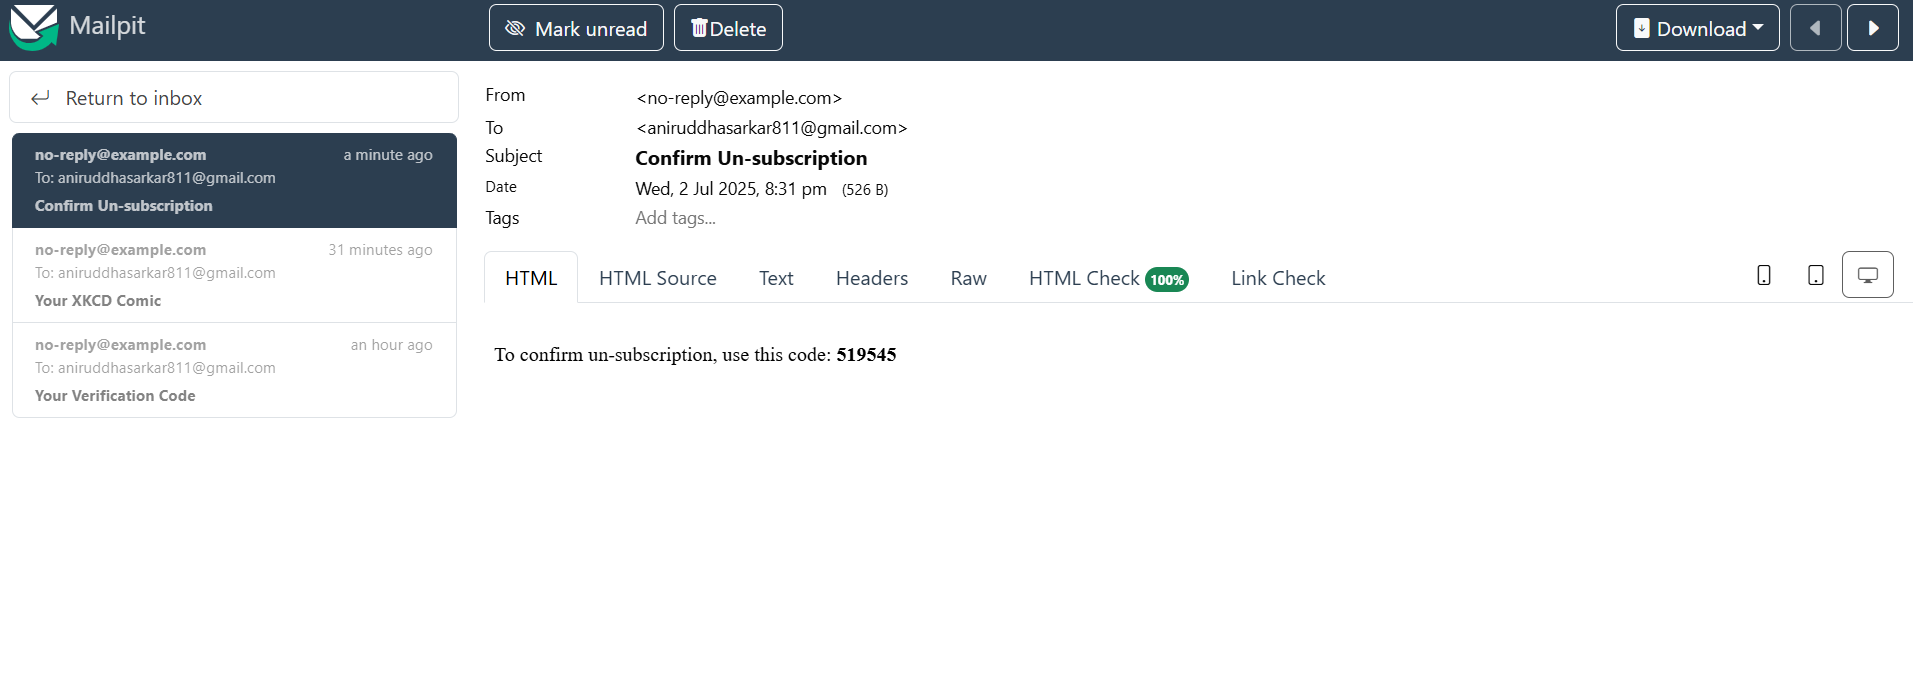 Mailpit
Mark unread
Delete
Download
Return to inbox
no-reply@example.com a minute ago
To: aniruddhasarkar811@gmail.com
Confirm Un-subscription
no-reply@example.com 31 minutes ago
To: aniruddhasarkar811@gmail.com
Your XKCD Comic
no-reply@example.com an hour ago
To: aniruddhasarkar811@gmail.com
Your Verification Code
From <no-reply@example.com>
To <aniruddhasarkar811@gmail.com>
Subject Confirm Un-subscription
Date Wed, 2 Jul 2025, 8:31 pm (526 B)
Tags Add tags...
HTML HTML Source Text Headers Raw HTML Check 100% Link Check
To confirm un-subscription, use this code: 519545